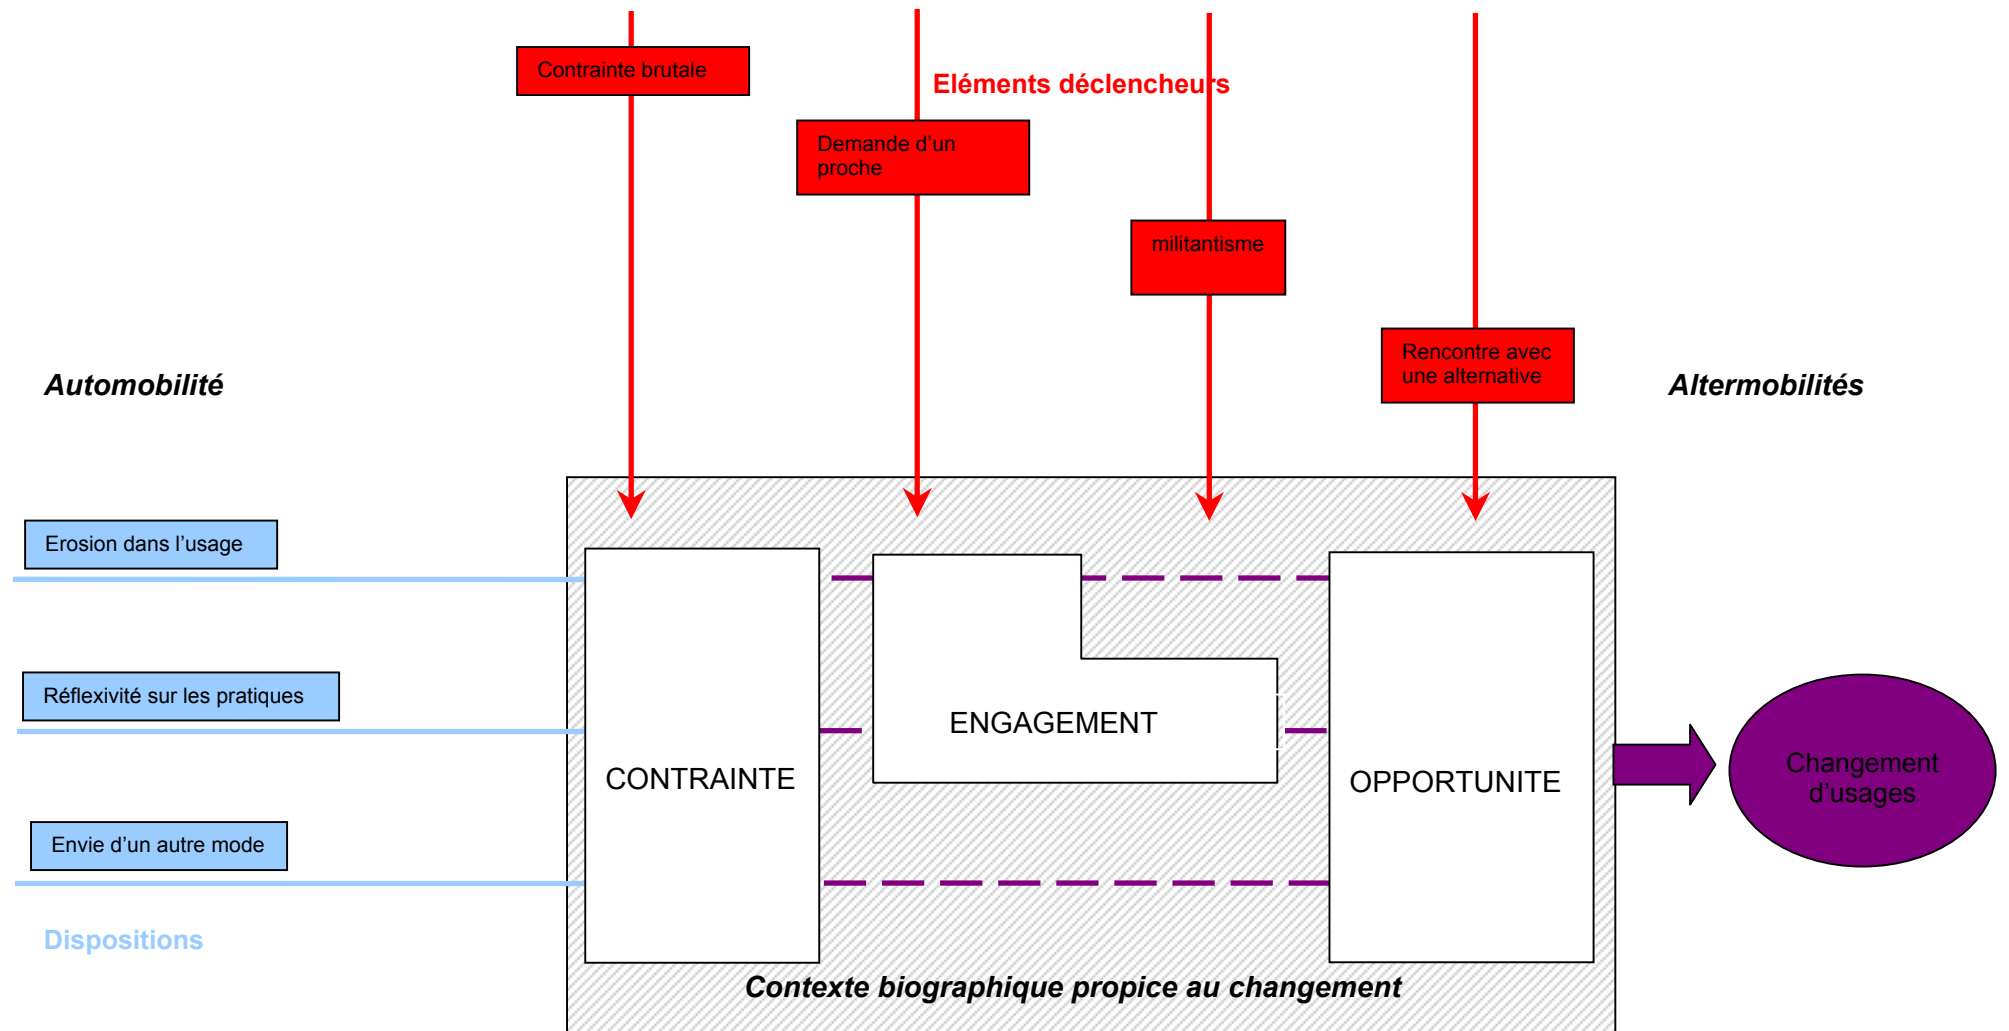 Contrainte brutale
Eléments déclencheurs
Demande d'un
proche
militantisme
Rencontre avec
une alternative
Automobilité
Altermobilités
Erosion dans l'usage
Réflexivité sur les pratiques
ENGAGEMENT
CONTRAINTE
OPPORTUNITE
Changement
d'usages
Envie d'un autre mode
Dispositions
Contexte biographique propice au changement